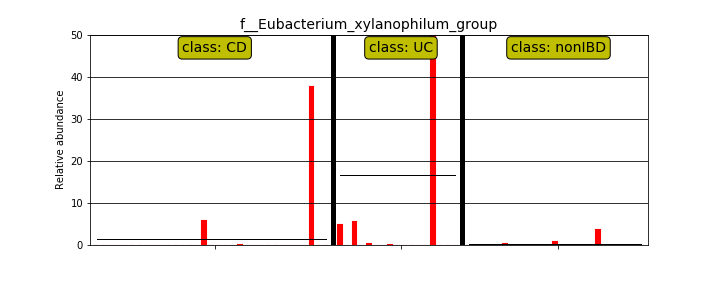 f__Eubacterium_xylanophilum_group
class: CD
class: UC
class: nonIBD
Relative abundance
50
40
30
20
10
0